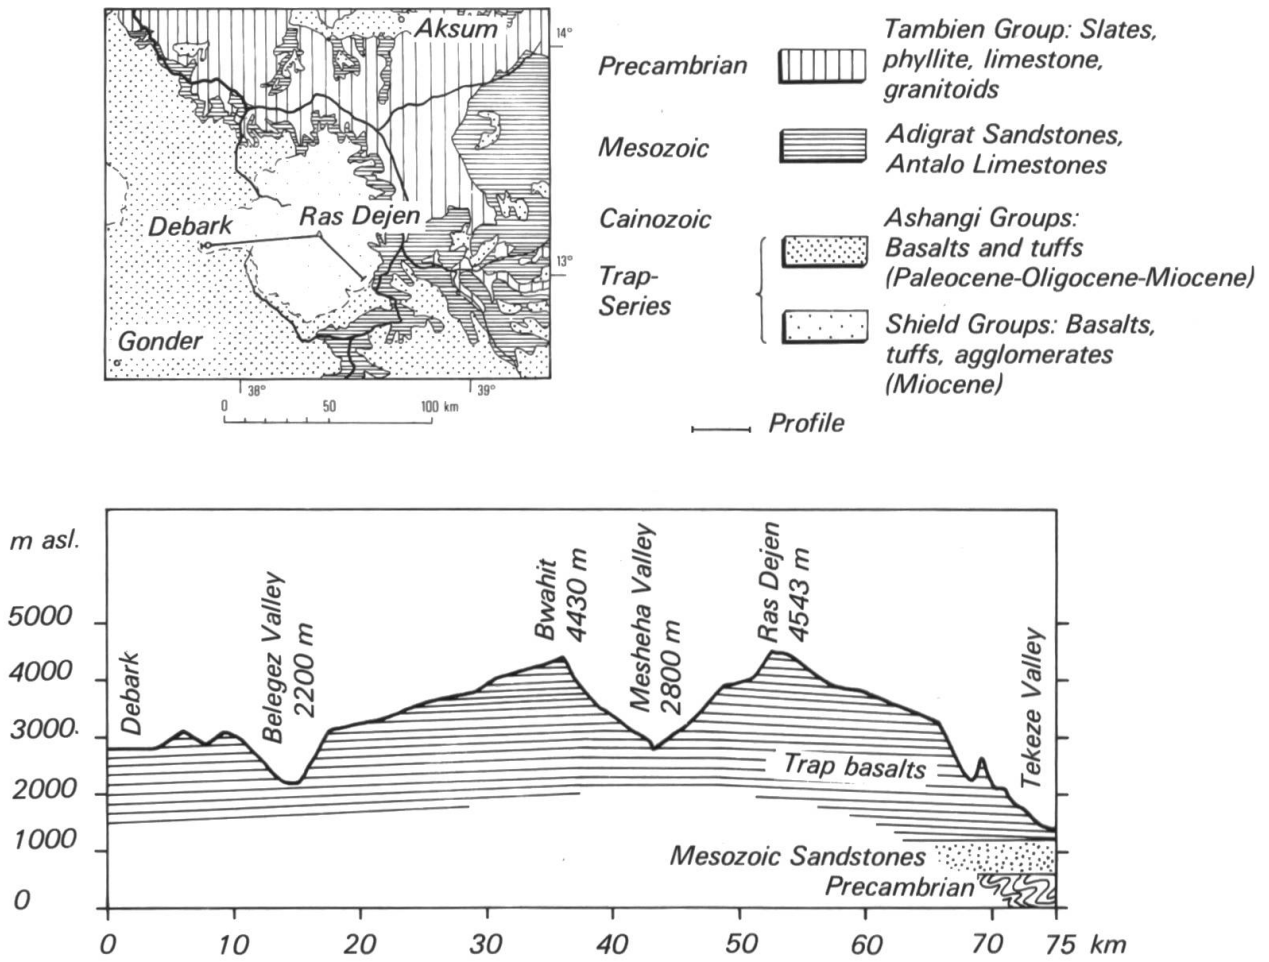 Aksum
14°
Debark
Ras Dejen
13°
Gonder
38°
39°
0 50 100 km
Precambrian
Tambien Group: Slates,
phyllite, limestone,
granitoids
Mesozoic
Adigrat Sandstones,
Antalo Limestones
Cainozoic
Trap-
Series
Ashangi Groups:
Basalts and tuffs
(Paleocene-Oligocene-Miocene)
Shield Groups: Basalts,
tuffs, agglomerates
(Miocene)
Profile
m asl.
5000
4000
3000
2000
1000
0
Debark
Belegez Valley
2200 m
Bwahit
4430 m
Mesheha Valley
2800 m
Ras Dejen
4543 m
Tekeze Valley
Trap basalts
Mesozoic Sandstones
Precambrian
0 10 20 30 40 50 60 70 75 km